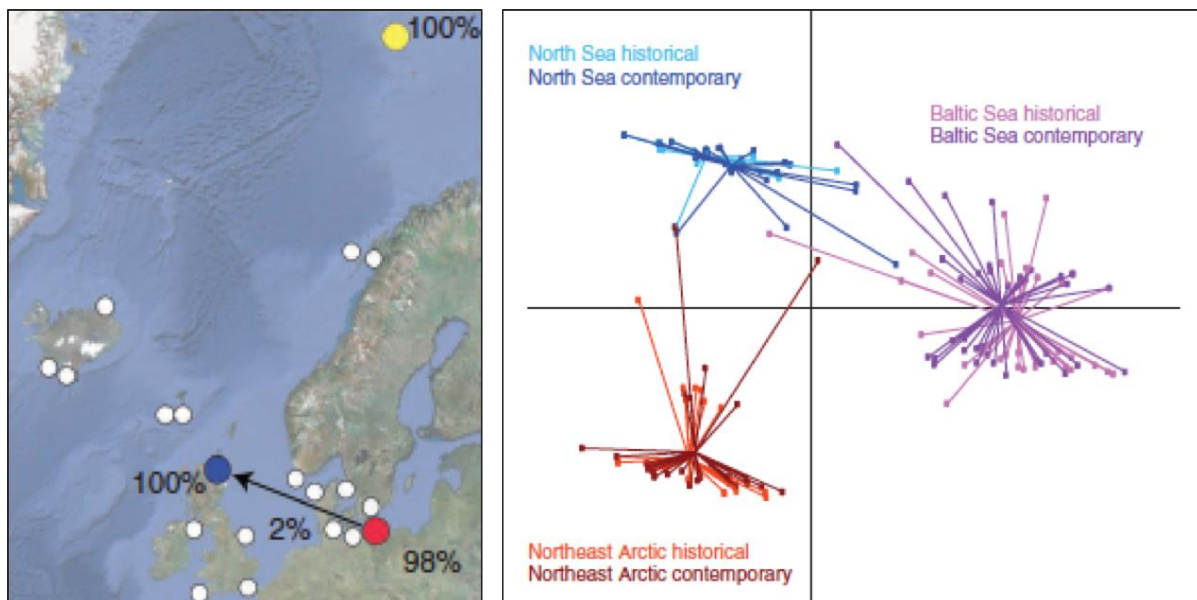 100%
100%
2%
98%
North Sea historical
North Sea contemporary
Baltic Sea historical
Baltic Sea contemporary
Northeast Arctic historical
Northeast Arctic contemporary